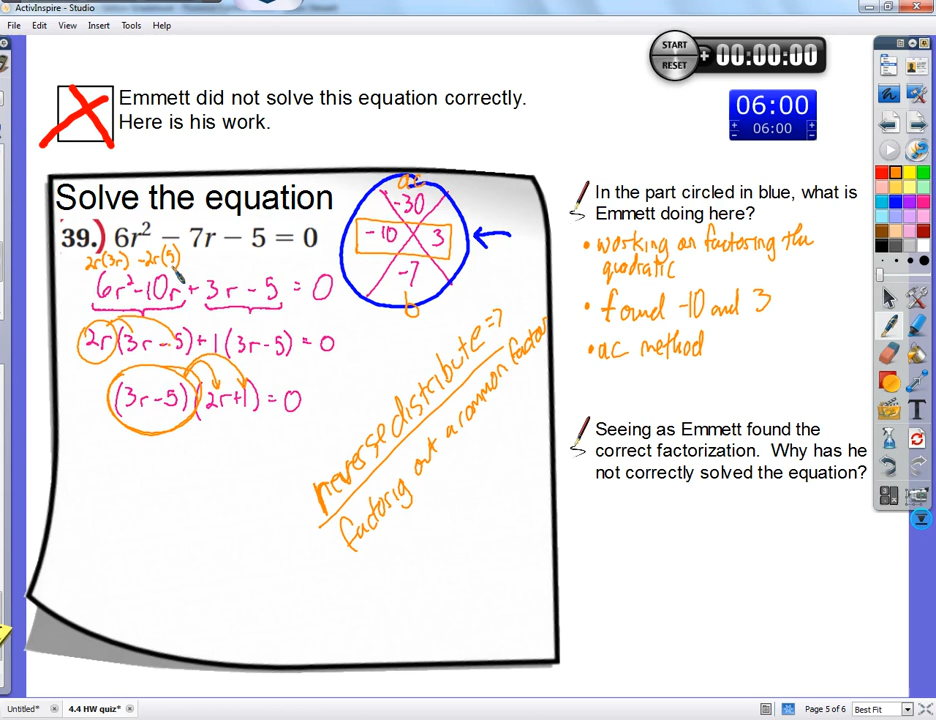 ActivInspire - Studio
File Edit View Insert Tools Help
START
RESET
00:00:00
06:00
06:00
Emmett did not solve this equation correctly.
Here is his work.
Solve the equation
39.) 6r² − 7r − 5 = 0
2r(3r) -2r(5)
6r²-10r + 3r - 5 = 0
2r(3r-5)+1(3r-5)=0
(3r-5)(2r+1)=0
ac
-30
-10 3
-7
b
reverse distribute =>
factorig out a common factor
In the part circled in blue, what is
Emmett doing here?
• working on factoring the
quadratic
• found -10 and 3
• ac method
Seeing as Emmett found the
correct factorization. Why has he
not correctly solved the equation?
Untitled* 4.4 HW quiz* Page 5 of 6 Best Fit